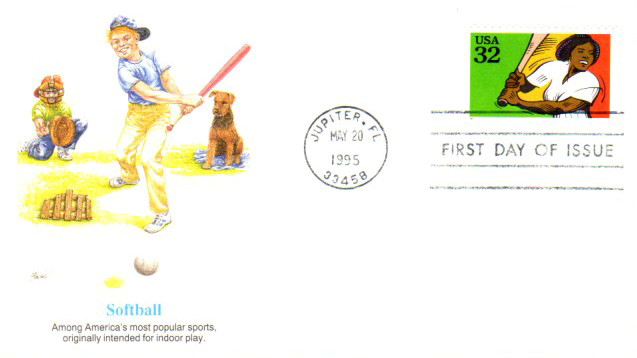 USA
32
JUPITER, FL
MAY 20
1995
33458
FIRST DAY OF ISSUE
Softball
Among America's most popular sports,
originally intended for indoor play.